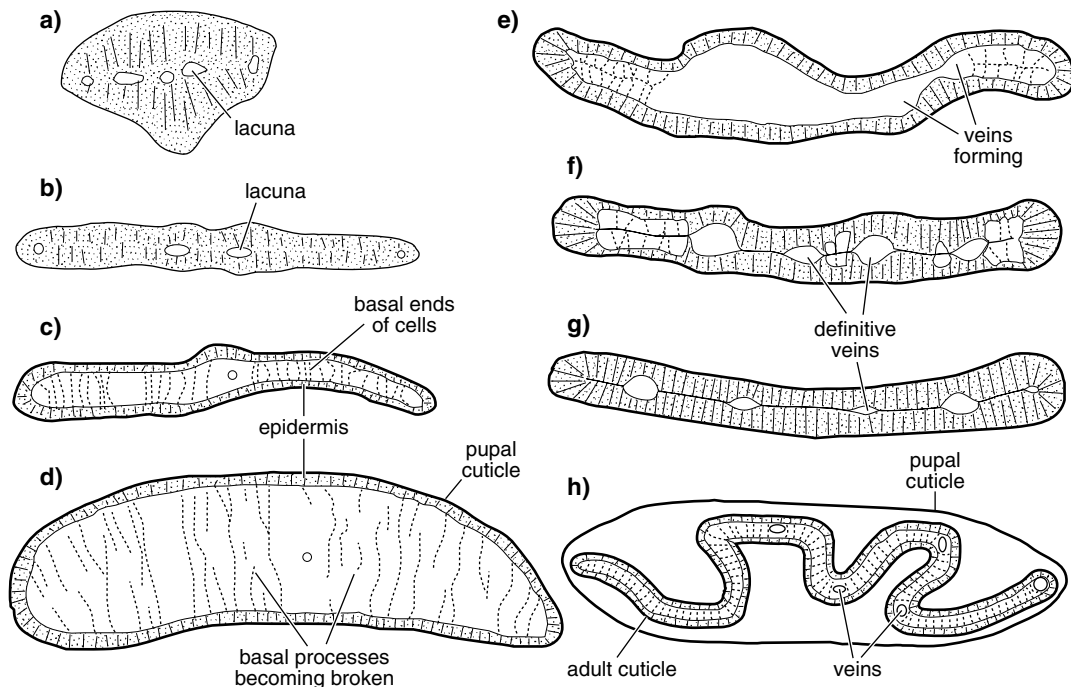 a)
lacuna
b)
lacuna
c)
basal ends
of cells
epidermis
d)
pupal
cuticle
basal processes
becoming broken
e)
veins
forming
f)
definitive
veins
g)
h)
pupal
cuticle
adult cuticle
veins